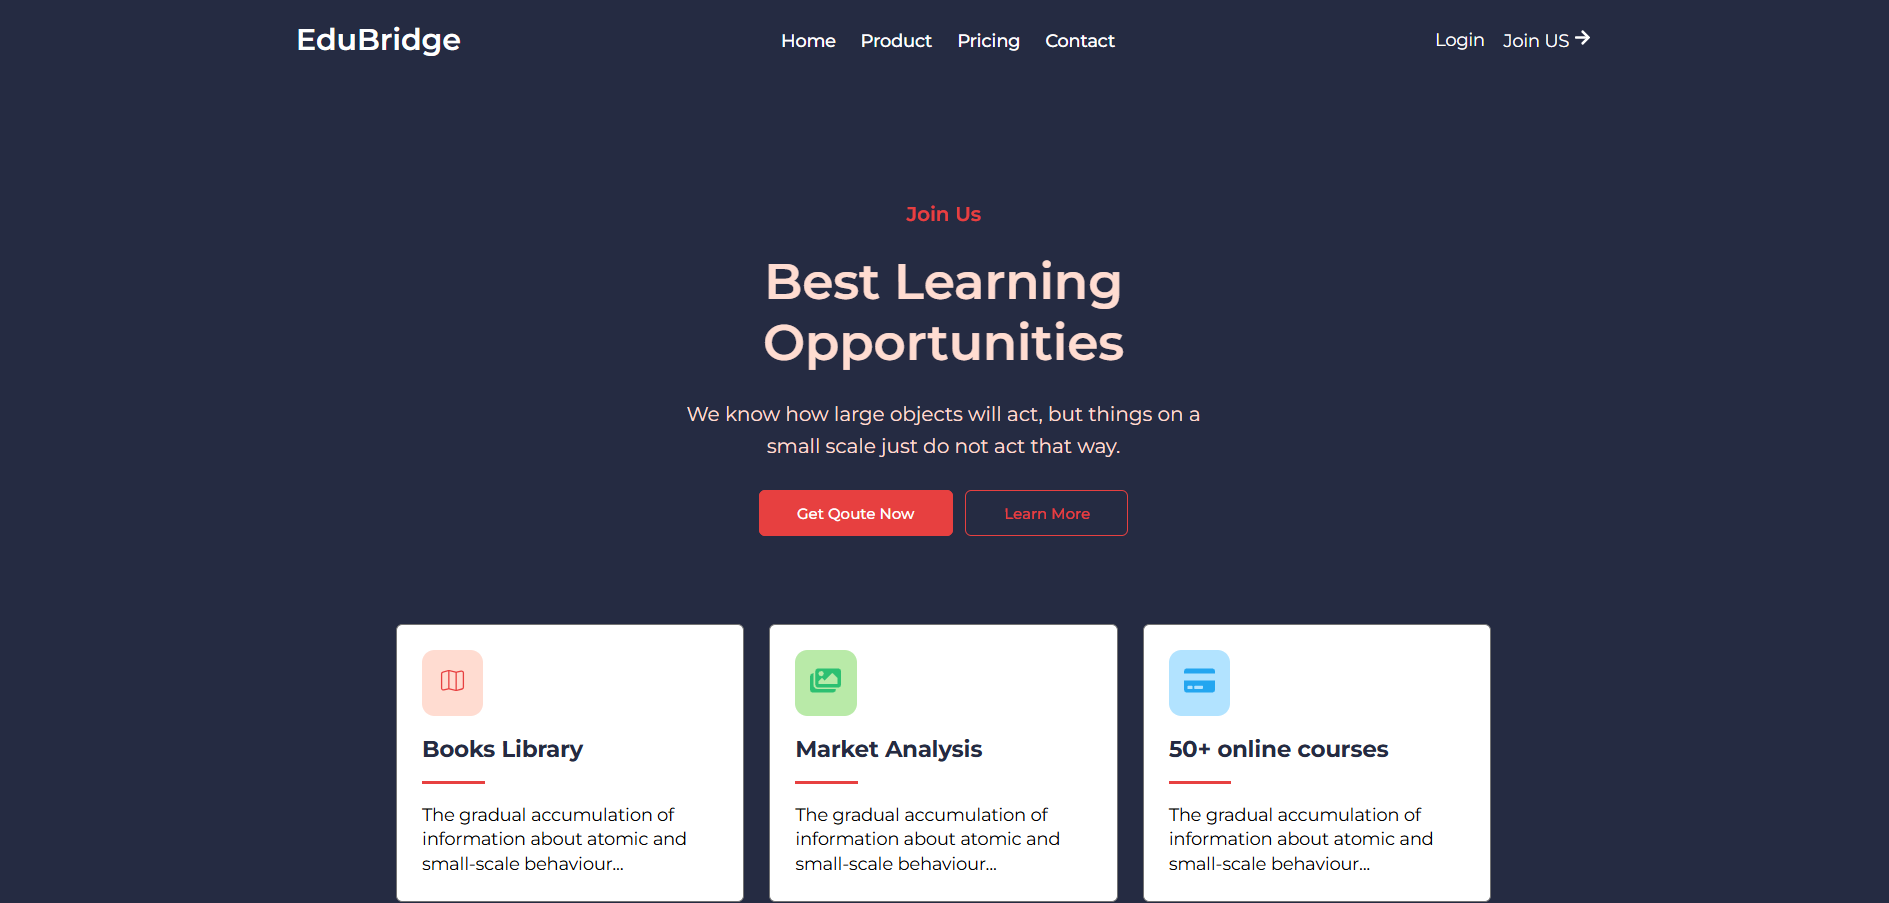 EduBridge
Home Product Pricing Contact
Login Join US
Join Us
Best Learning
Opportunities
We know how large objects will act, but things on a
small scale just do not act that way.
Get Qoute Now
Learn More
Books Library
The gradual accumulation of
information about atomic and
small-scale behaviour...
Market Analysis
The gradual accumulation of
information about atomic and
small-scale behaviour...
50+ online courses
The gradual accumulation of
information about atomic and
small-scale behaviour...